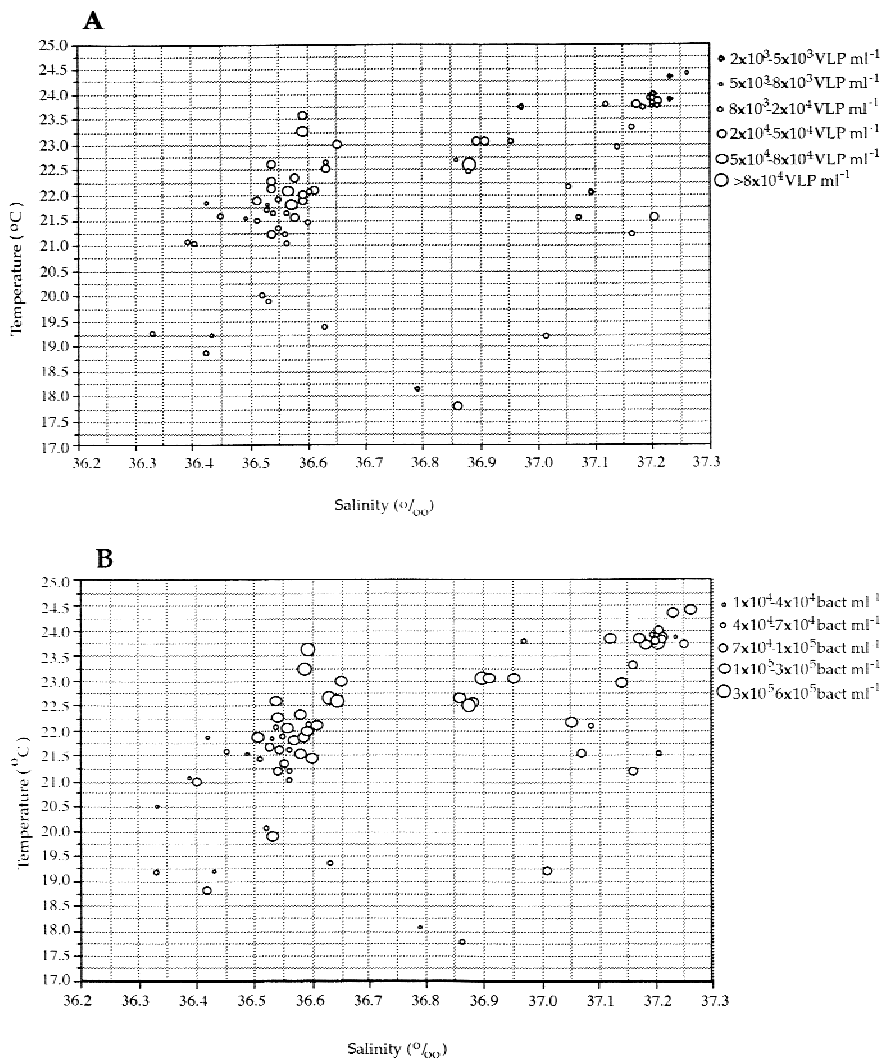 A
25.0
24.5
24.0
23.5
23.0
22.5
22.0
21.5
21.0
20.5
20.0
19.5
19.0
18.5
18.0
17.5
17.0
Temperature (ºC)
36.2 36.3 36.4 36.5 36.6 36.7 36.8 36.9 37.0 37.1 37.2 37.3
Salinity (o/oo)
2x10³-5x10³VLP ml⁻¹
5x10³-8x10³VLP ml⁻¹
8x10³-2x10⁴VLP ml⁻¹
2x10⁴-5x10⁴VLP ml⁻¹
5x10⁴-8x10⁴VLP ml⁻¹
>8x10⁴VLP ml⁻¹
B
25.0
24.5
24.0
23.5
23.0
22.5
22.0
21.5
21.0
20.5
20.0
19.5
19.0
18.5
18.0
17.5
17.0
Temperature (ºC)
36.2 36.3 36.4 36.5 36.6 36.7 36.8 36.9 37.0 37.1 37.2 37.3
Salinity (o/oo)
1x10⁴-4x10⁴bact ml⁻¹
4x10⁴-7x10⁴bact ml⁻¹
7x10⁴-1x10⁵bact ml⁻¹
1x10⁵-3x10⁵bact ml⁻¹
3x10⁵6x10⁵bact ml⁻¹